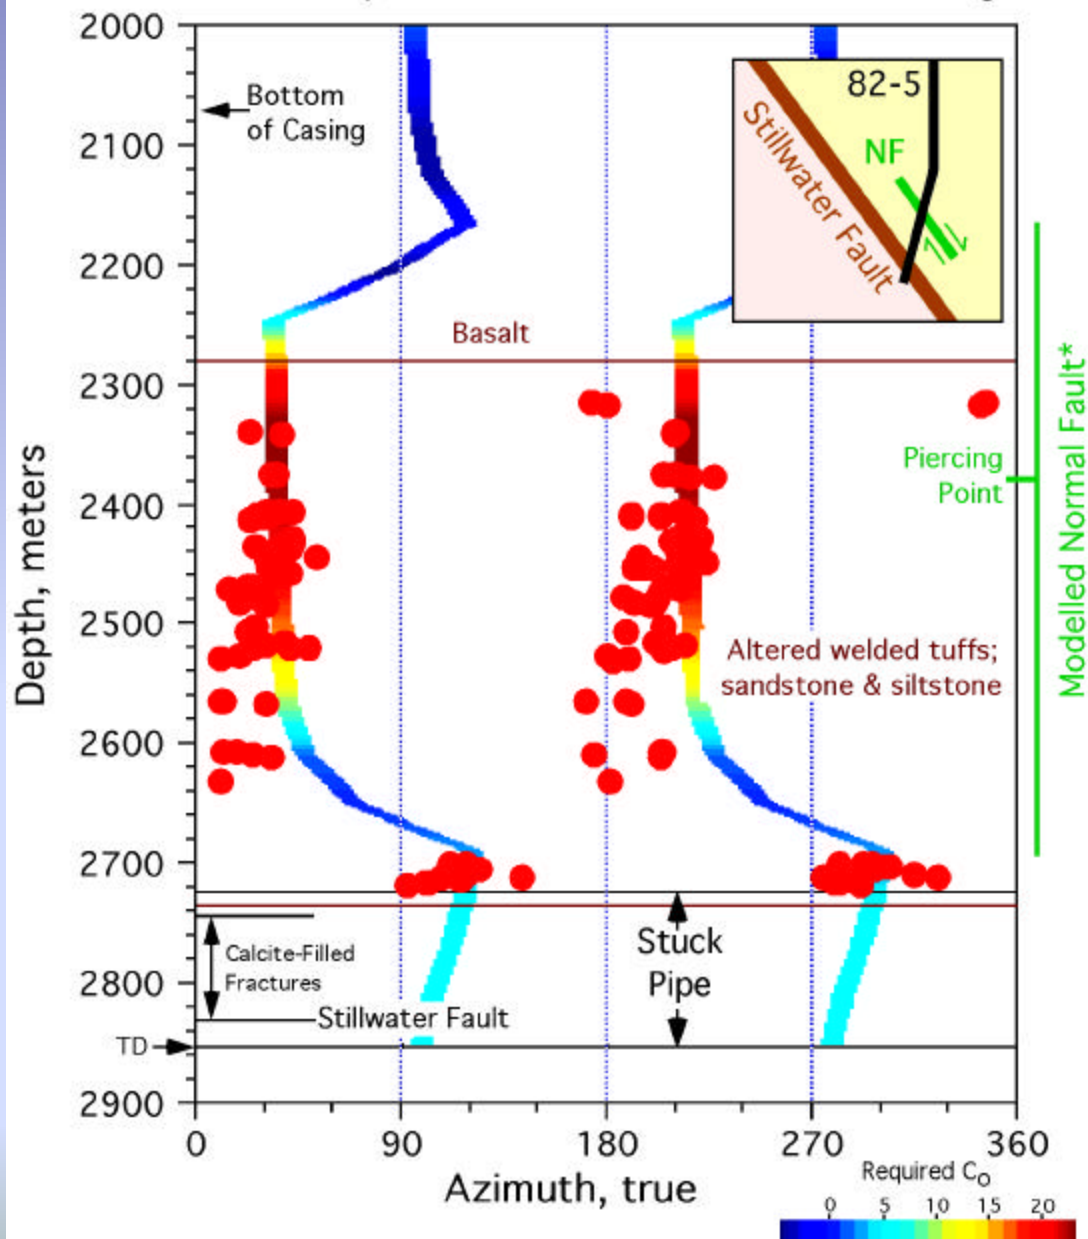 2000
2100
2200
2300
2400
2500
2600
2700
2800
2900
Depth, meters
Bottom
of Casing
82-5
NF
Stillwater Fault
Basalt
Piercing
Point
Modelled Normal Fault*
Altered welded tuffs;
sandstone & siltstone
Stuck
Pipe
Calcite-Filled
Fractures
Stillwater Fault
TD
0 90 180 270 360
Azimuth, true
Required Co
0 5 10 15 20